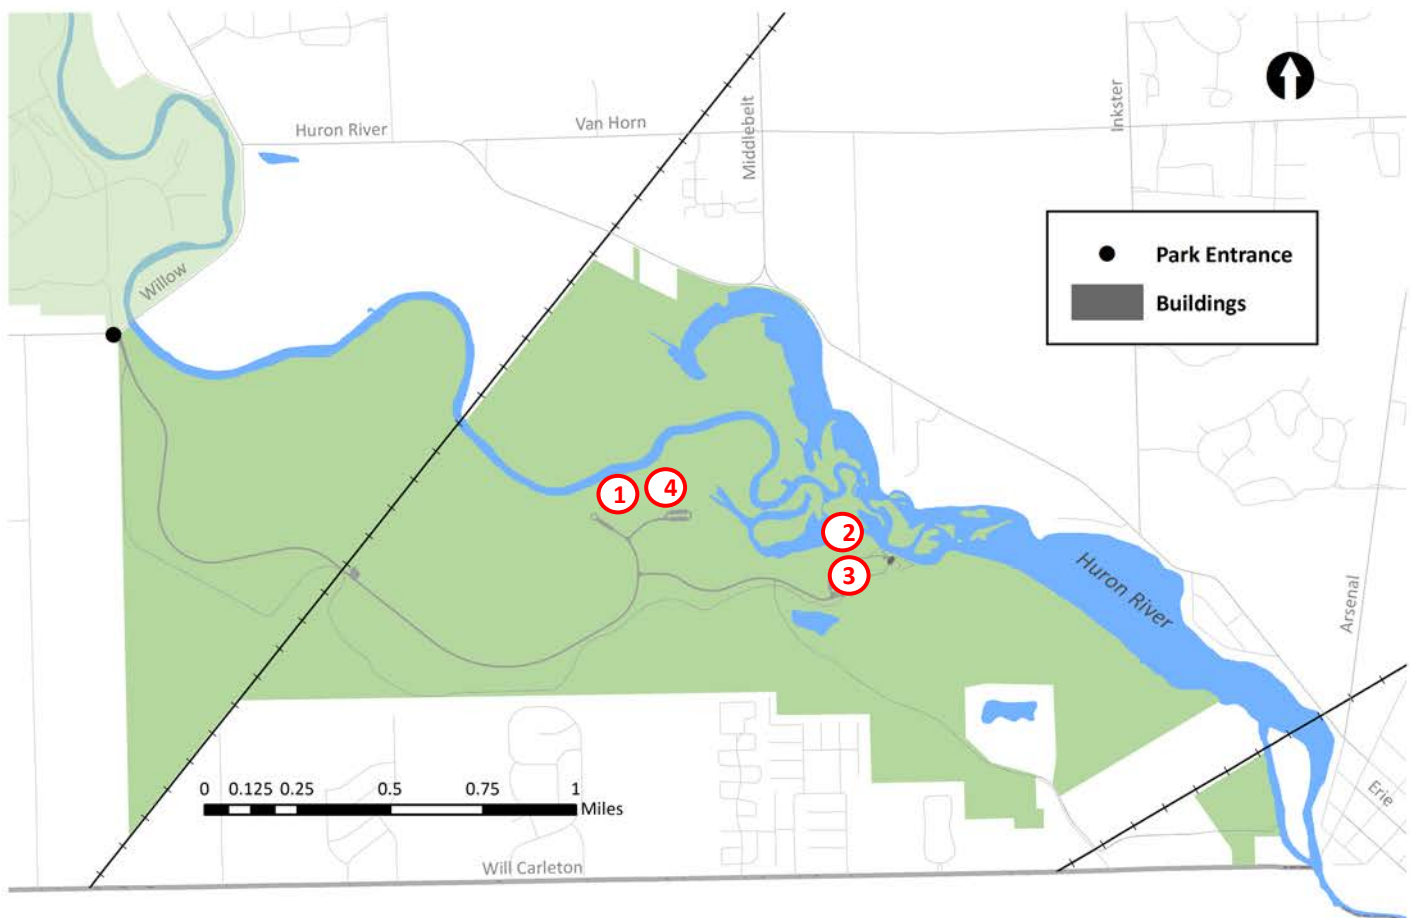 Huron River
Van Horn
Middlebelt
Inkster
Willow
Park Entrance
Buildings
1
4
2
3
Huron River
Arsenal
0 0.125 0.25 0.5 0.75 1
Miles
Erie
Will Carleton